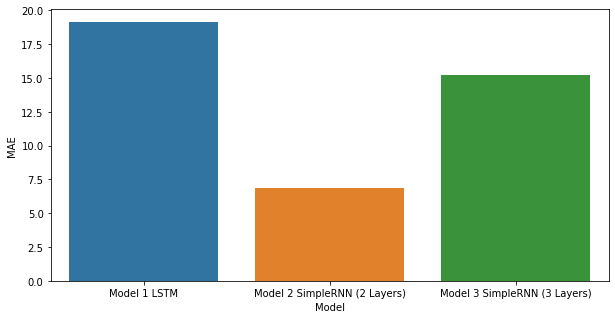 20.0
17.5
15.0
12.5
10.0
7.5
5.0
2.5
0.0
MAE
Model 1 LSTM
Model 2 SimpleRNN (2 Layers)
Model 3 SimpleRNN (3 Layers)
Model